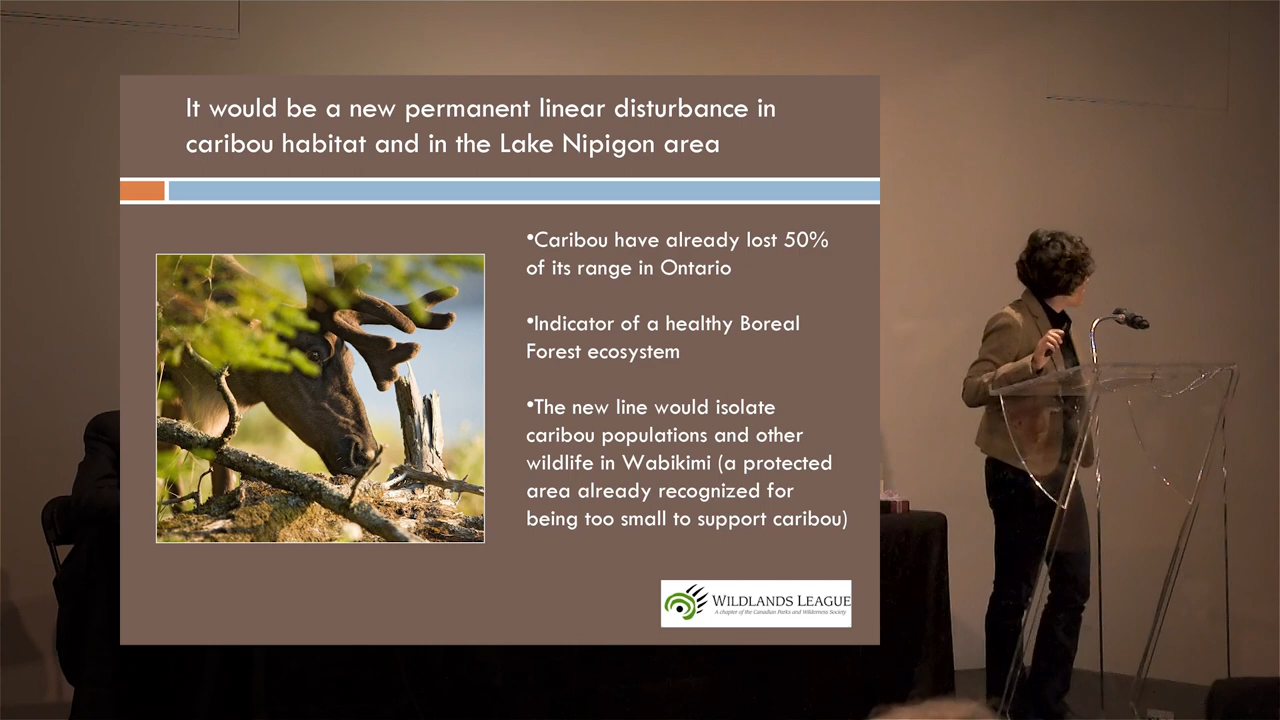 It would be a new permanent linear disturbance in
caribou habitat and in the Lake Nipigon area
•Caribou have already lost 50%
of its range in Ontario
•Indicator of a healthy Boreal
Forest ecosystem
•The new line would isolate
caribou populations and other
wildlife in Wabikimi (a protected
area already recognized for
being too small to support caribou)
WILDLANDS LEAGUE
A chapter of the Canadian Parks and Wilderness Society